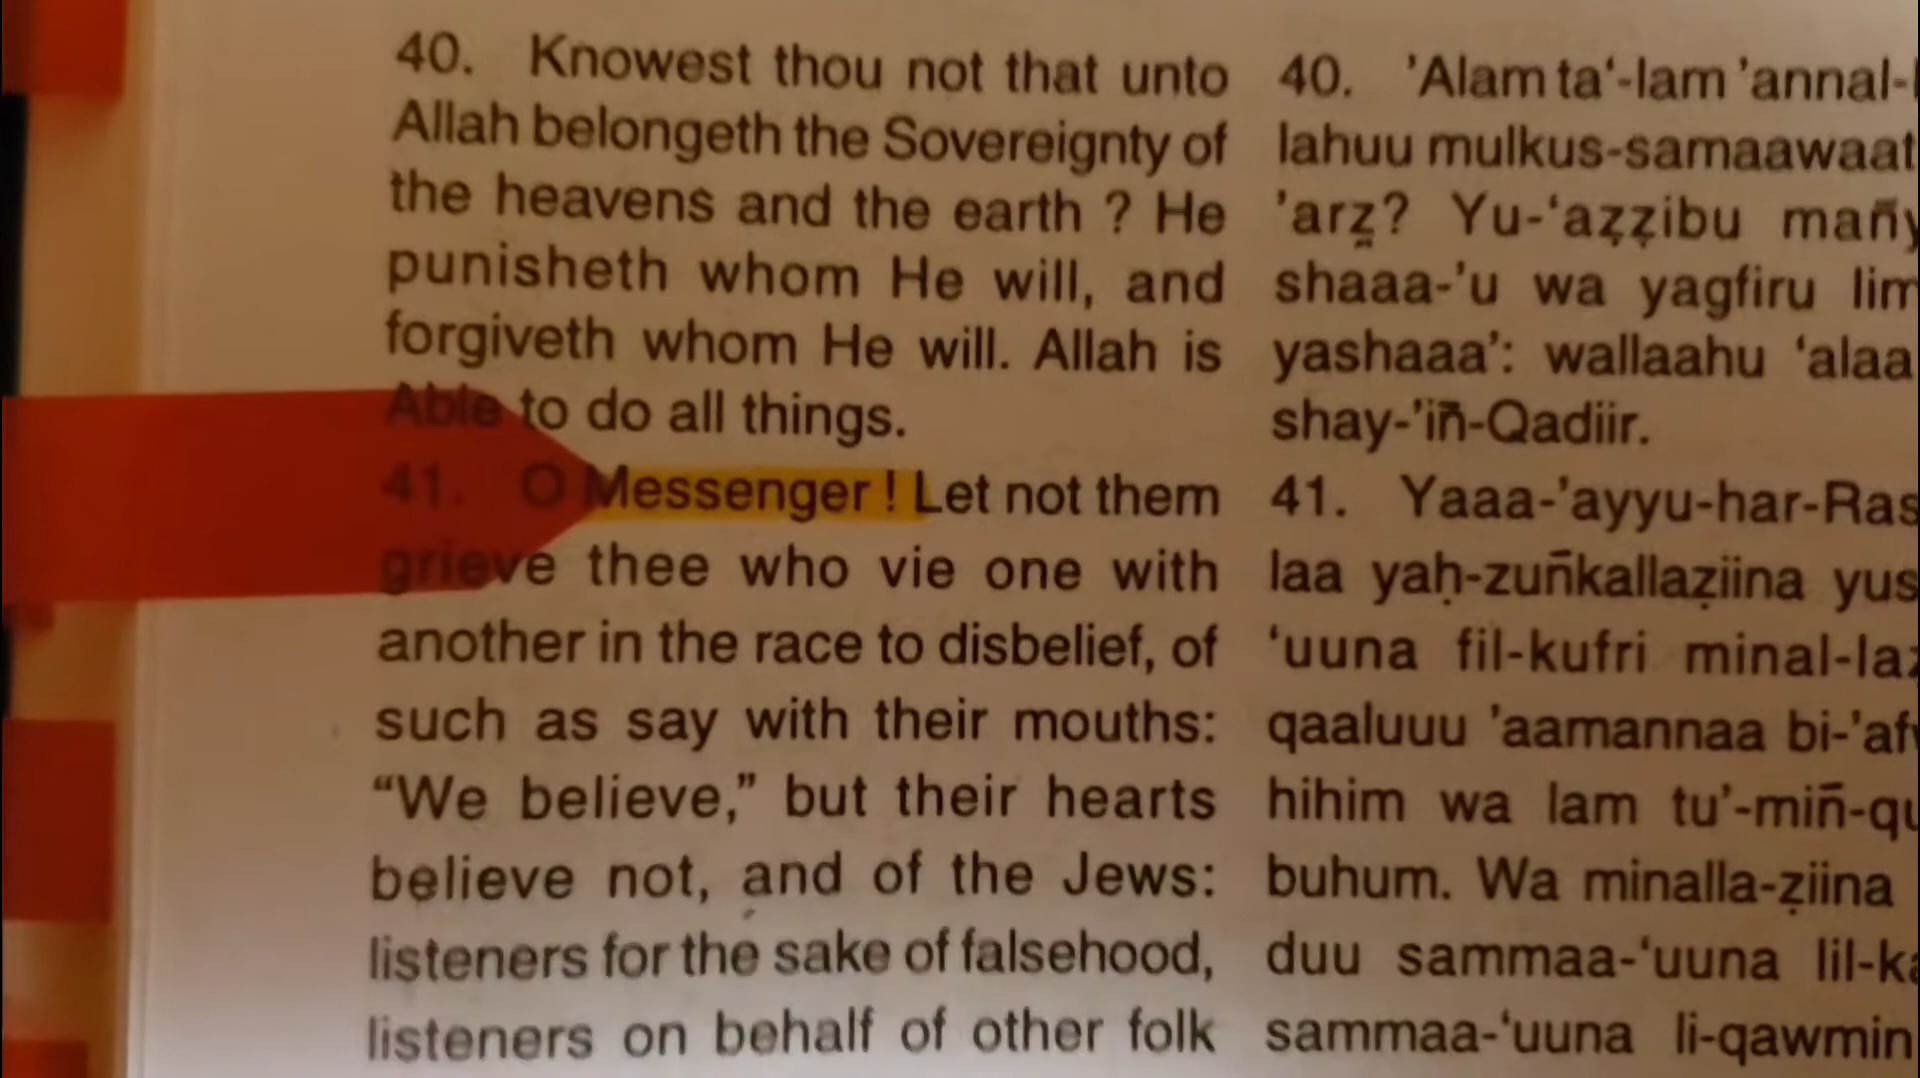 40. Knowest thou not that unto
Allah belongeth the Sovereignty of
the heavens and the earth ? He
punisheth whom He will, and
forgiveth whom He will. Allah is
Able to do all things.
41. O Messenger ! Let not them
grieve thee who vie one with
another in the race to disbelief, of
such as say with their mouths:
“We believe,” but their hearts
believe not, and of the Jews:
listeners for the sake of falsehood,
listeners on behalf of other folk
40. ’Alam ta‘-lam ’annal-
lahuu mulkus-samaawaat
’arz̤? Yu-‘aẓẓibu mañy
shaaa-’u wa yagfiru lim
yashaaa’: wallaahu ‘alaa
shay-’iñ-Qadiir.
41. Yaaa-’ayyu-har-Ras
laa yaḥ-zuñkallaẓiina yus
‘uuna fil-kufri minal-la
qaaluuu ’aamannaa bi-’af
hihim wa lam tu’-miñ-qu
buhum. Wa minalla-ẓiina
duu sammaa-‘uuna lil-ka
sammaa-‘uuna li-qawmin